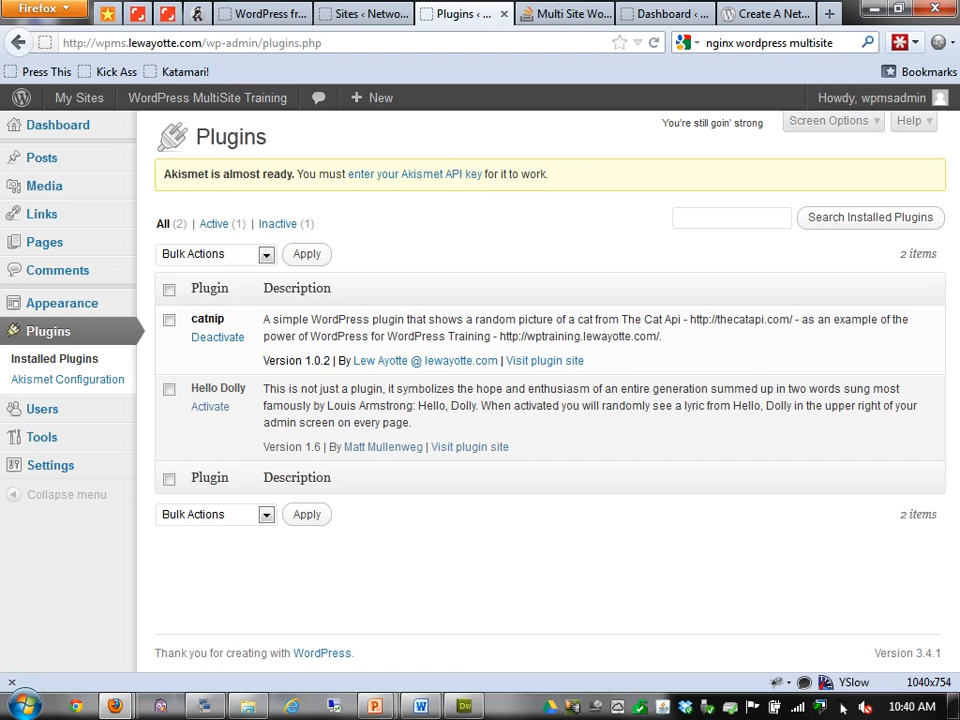 Firefox
WordPress fr...
Sites ‹ Netwo...
Plugins ‹ ...
Multi Site Wo...
Dashboard ‹ ...
Create A Net...
http://wpms.lewayotte.com/wp-admin/plugins.php
nginx wordpress multisite
Press This
Kick Ass
Katamari!
Bookmarks
My Sites
WordPress MultiSite Training
New
Howdy, wpmsadmin
Dashboard
Posts
Media
Links
Pages
Comments
Appearance
Plugins
Installed Plugins
Akismet Configuration
Users
Tools
Settings
Collapse menu
Plugins
You're still goin' strong
Screen Options
Help
Akismet is almost ready. You must enter your Akismet API key for it to work.
All (2) | Active (1) | Inactive (1)
Search Installed Plugins
Bulk Actions
Apply
2 items
Plugin
Description
catnip
Deactivate
A simple WordPress plugin that shows a random picture of a cat from The Cat Api - http://thecatapi.com/ - as an example of the
power of WordPress for WordPress Training - http://wptraining.lewayotte.com/.
Version 1.0.2 | By Lew Ayotte @ lewayotte.com | Visit plugin site
Hello Dolly
Activate
This is not just a plugin, it symbolizes the hope and enthusiasm of an entire generation summed up in two words sung most
famously by Louis Armstrong: Hello, Dolly. When activated you will randomly see a lyric from Hello, Dolly in the upper right of your
admin screen on every page.
Version 1.6 | By Matt Mullenweg | Visit plugin site
Plugin
Description
Bulk Actions
Apply
2 items
Thank you for creating with WordPress.
Version 3.4.1
YSlow
1040x754
Dw
10:40 AM